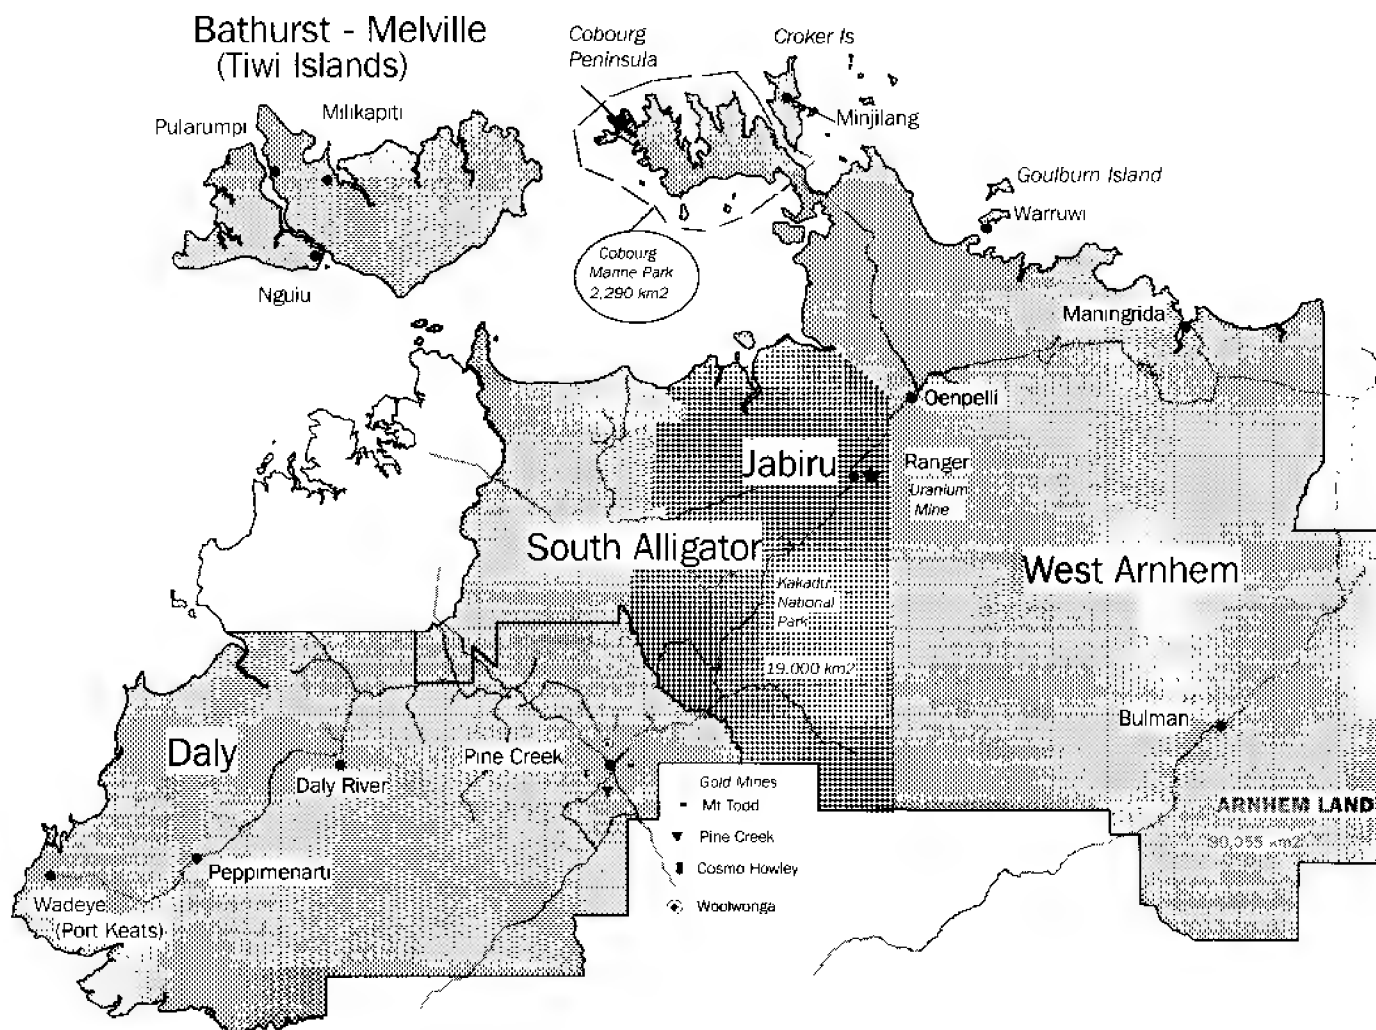 Bathurst - Melville
(Tiwi Islands)
Cobourg
Peninsula
Croker Is
Milikapiti
Pularumpi
Minjilang
Goulburn Island
Warruwi
Cobourg
Marine Park
2,290 km2
Nguiu
Maningrida
Oenpelli
Jabiru
Ranger
Uranium
Mine
South Alligator
West Arnhem
Kakadu
National
Park
19,000 km2
Bulman
Daly
Pine Creek
Daly River
Gold Mines
Mt Todd
Pine Creek
Cosmo Howley
Woolwonga
ARNHEM LAND
Peppimenarti
Wadeye
(Port Keats)